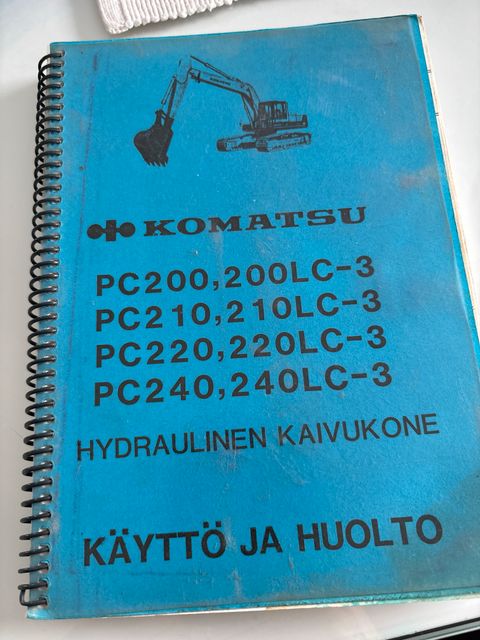 KOMATSU
PC200,200LC-3
PC210,210LC-3
PC220,220LC-3
PC240,240LC-3
HYDRAULINEN KAIVUKONE
KÄYTTÖ JA HUOLTO